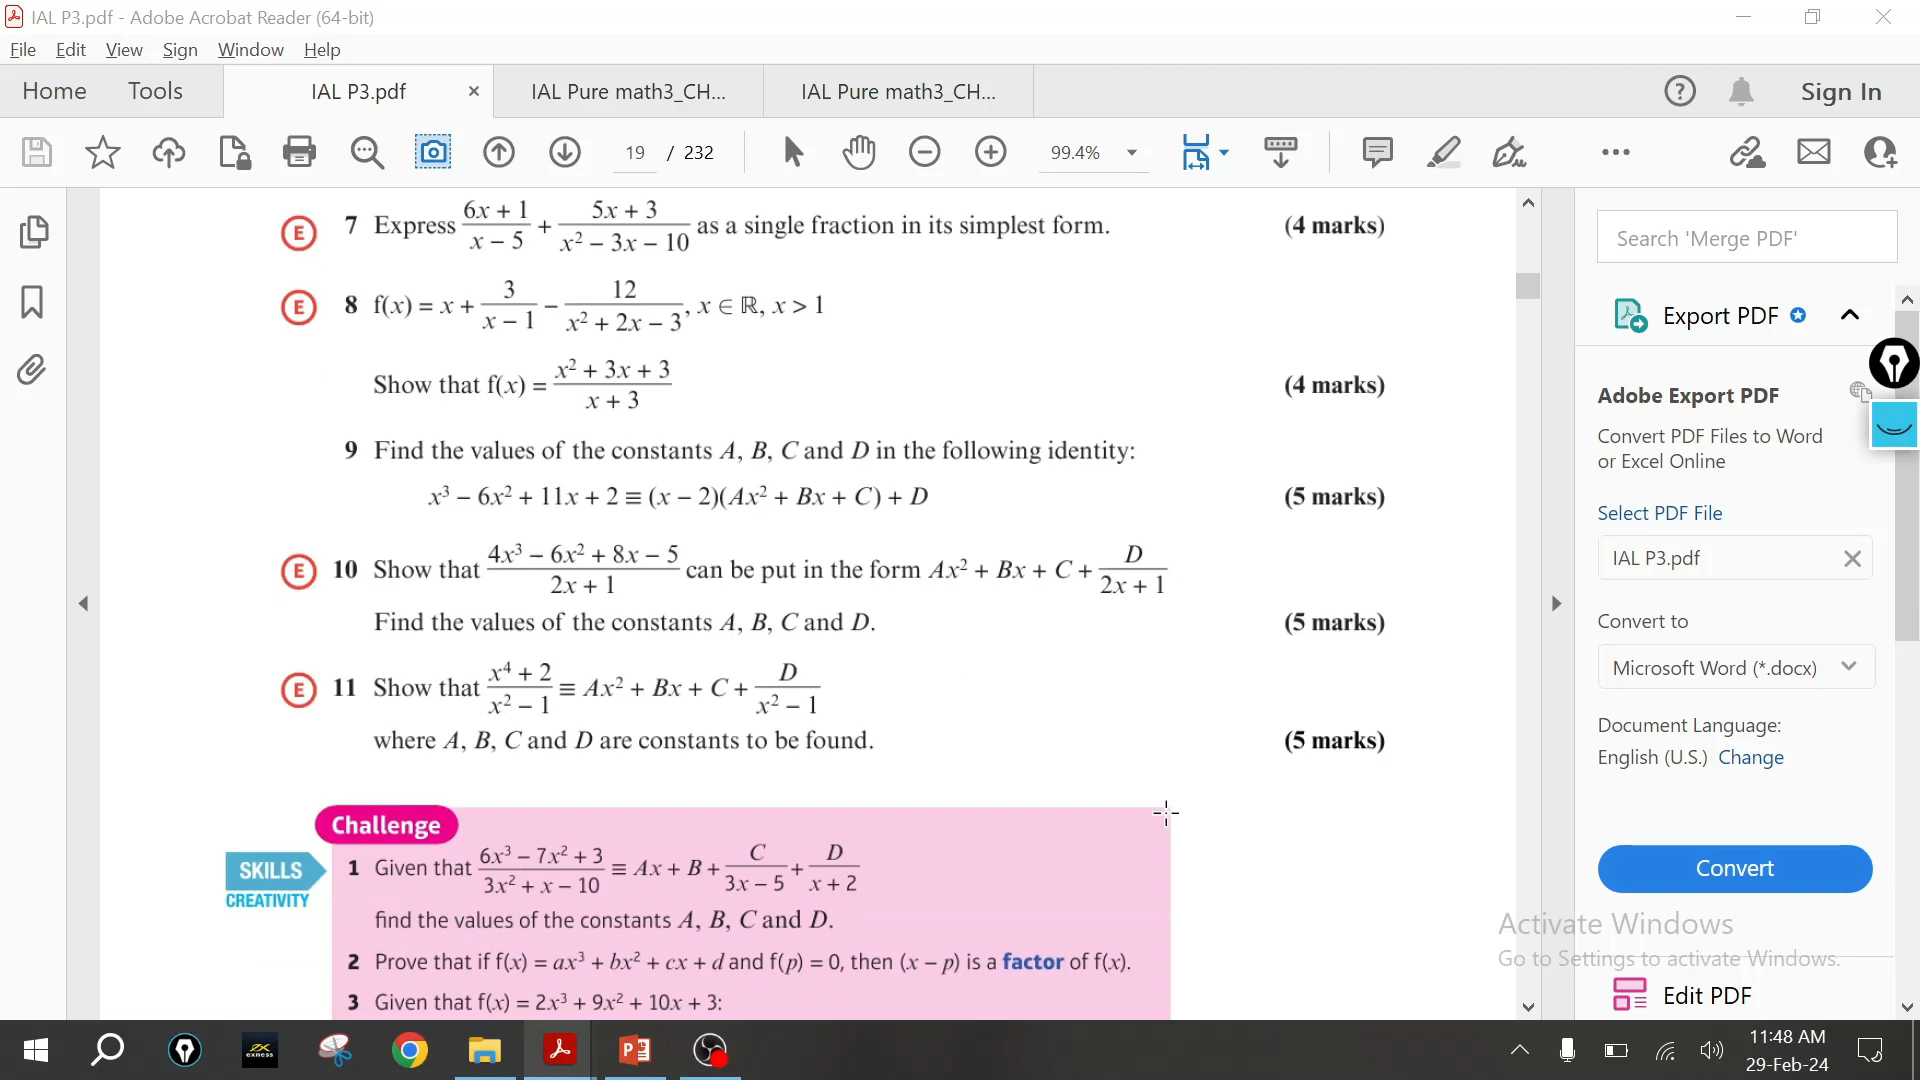 IAL P3.pdf - Adobe Acrobat Reader (64-bit)
File Edit View Sign Window Help
Home Tools IAL P3.pdf × IAL Pure math3_CH... IAL Pure math3_CH... Sign In
19 / 232 99.4%
E 7 Express (6x + 1)/(x − 5) + (5x + 3)/(x² − 3x − 10) as a single fraction in its simplest form. (4 marks)
E 8 f(x) = x + 3/(x − 1) − 12/(x² + 2x − 3), x ∈ ℝ, x > 1
Show that f(x) = (x² + 3x + 3)/(x + 3) (4 marks)
9 Find the values of the constants A, B, C and D in the following identity:
x³ − 6x² + 11x + 2 ≡ (x − 2)(Ax² + Bx + C) + D (5 marks)
E 10 Show that (4x³ − 6x² + 8x − 5)/(2x + 1) can be put in the form Ax² + Bx + C + D/(2x + 1)
Find the values of the constants A, B, C and D. (5 marks)
E 11 Show that (x⁴ + 2)/(x² − 1) ≡ Ax² + Bx + C + D/(x² − 1)
where A, B, C and D are constants to be found. (5 marks)
Challenge
SKILLS
CREATIVITY
1 Given that (6x³ − 7x² + 3)/(3x² + x − 10) ≡ Ax + B + C/(3x − 5) + D/(x + 2)
find the values of the constants A, B, C and D.
2 Prove that if f(x) = ax³ + bx² + cx + d and f(p) = 0, then (x − p) is a factor of f(x).
3 Given that f(x) = 2x³ + 9x² + 10x + 3:
Search 'Merge PDF'
Export PDF
Adobe Export PDF
Convert PDF Files to Word
or Excel Online
Select PDF File
IAL P3.pdf
Convert to
Microsoft Word (*.docx)
Document Language:
English (U.S.) Change
Convert
Activate Windows
Go to Settings to activate Windows.
Edit PDF
exness
11:48 AM
29-Feb-24